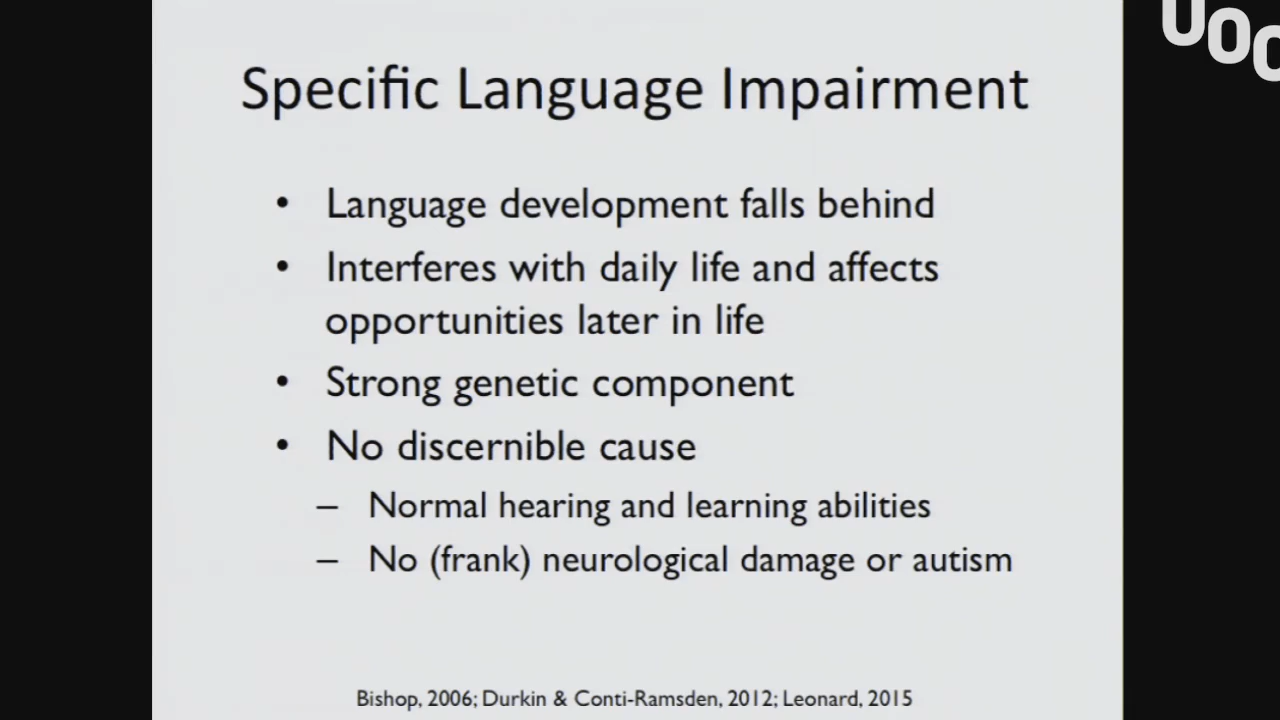 UOC
Specific Language Impairment
• Language development falls behind
• Interferes with daily life and affects
opportunities later in life
• Strong genetic component
• No discernible cause
– Normal hearing and learning abilities
– No (frank) neurological damage or autism
Bishop, 2006; Durkin & Conti-Ramsden, 2012; Leonard, 2015